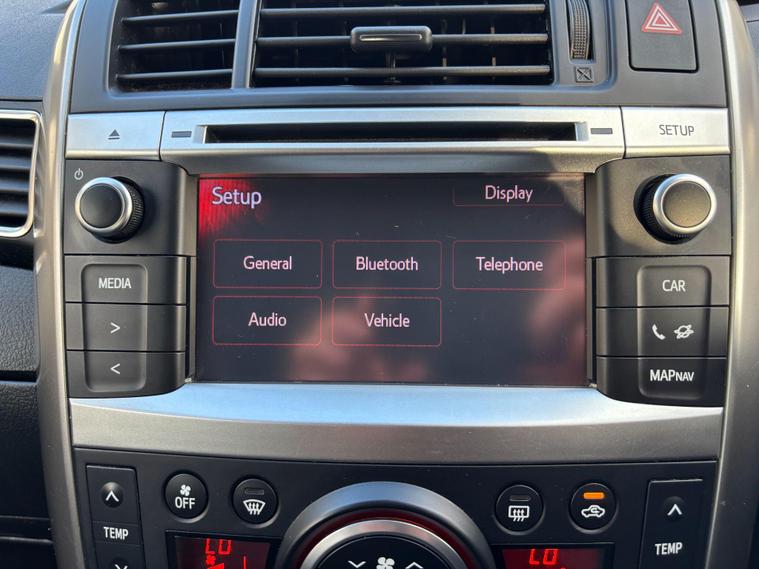 SETUP
Setup
Display
General
Bluetooth
Telephone
Audio
Vehicle
MEDIA
>
<
CAR
MAPNAV
OFF
TEMP
TEMP
LO
LO